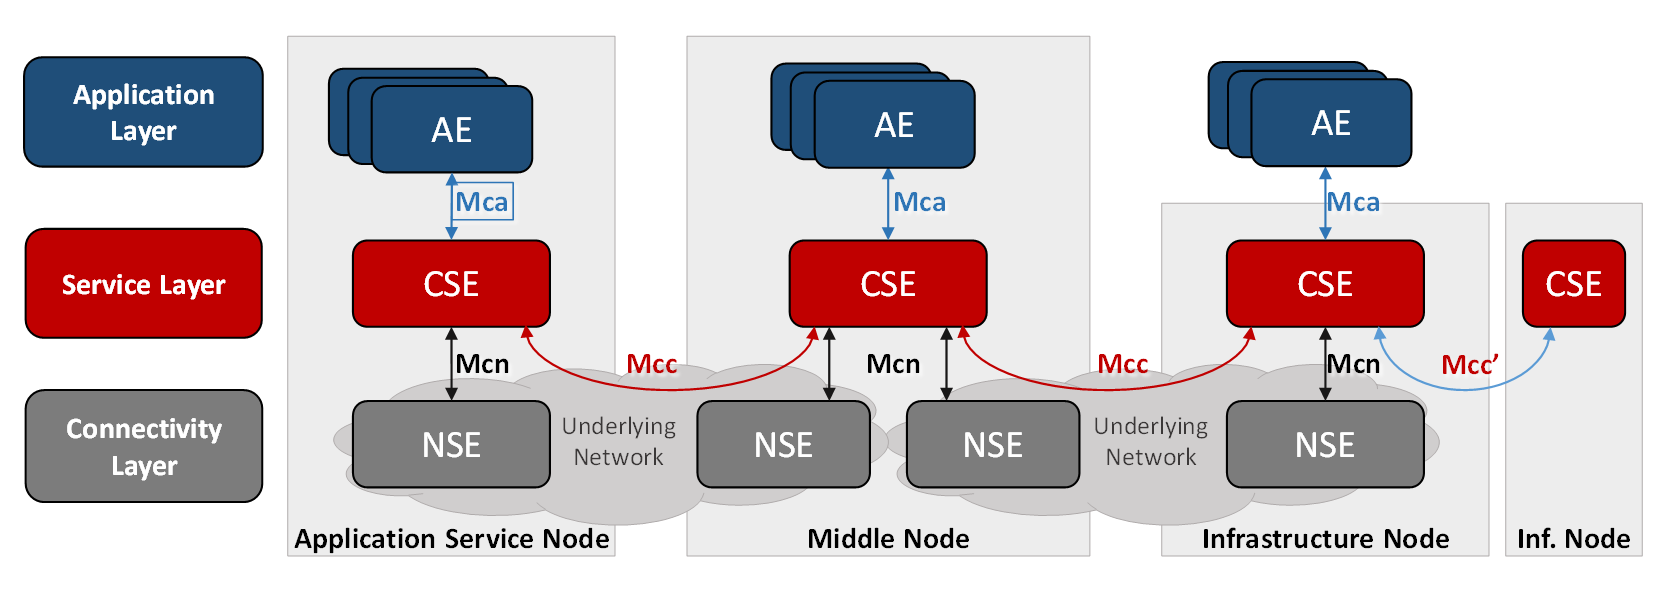 Application
Layer
AE
AE
AE
Mca
Mca
Mca
Service Layer
CSE
CSE
CSE
CSE
Mcn
Mcc
Mcn
Mcc
Mcn
Mcc’
Connectivity
Layer
NSE
Underlying
Network
NSE
NSE
Underlying
Network
NSE
Application Service Node
Middle Node
Infrastructure Node
Inf. Node